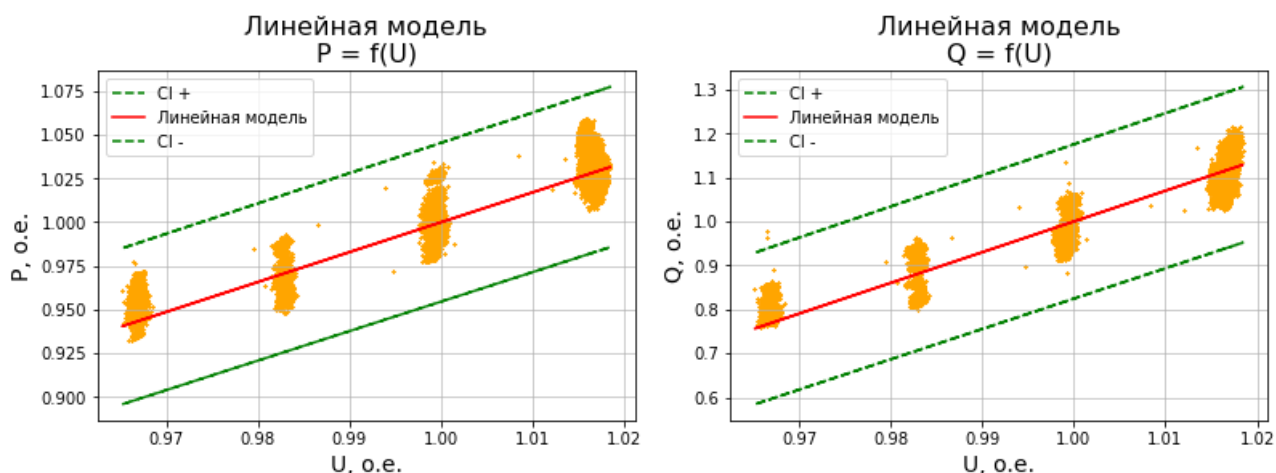 Линейная модель
P = f(U)
CI +
Линейная модель
CI -
1.075
1.050
1.025
1.000
0.975
0.950
0.925
0.900
P, о.е.
0.97
0.98
0.99
1.00
1.01
1.02
U, о.е.
Линейная модель
Q = f(U)
CI +
Линейная модель
CI -
1.3
1.2
1.1
1.0
0.9
0.8
0.7
0.6
Q, о.е.
0.97
0.98
0.99
1.00
1.01
1.02
U, о.е.